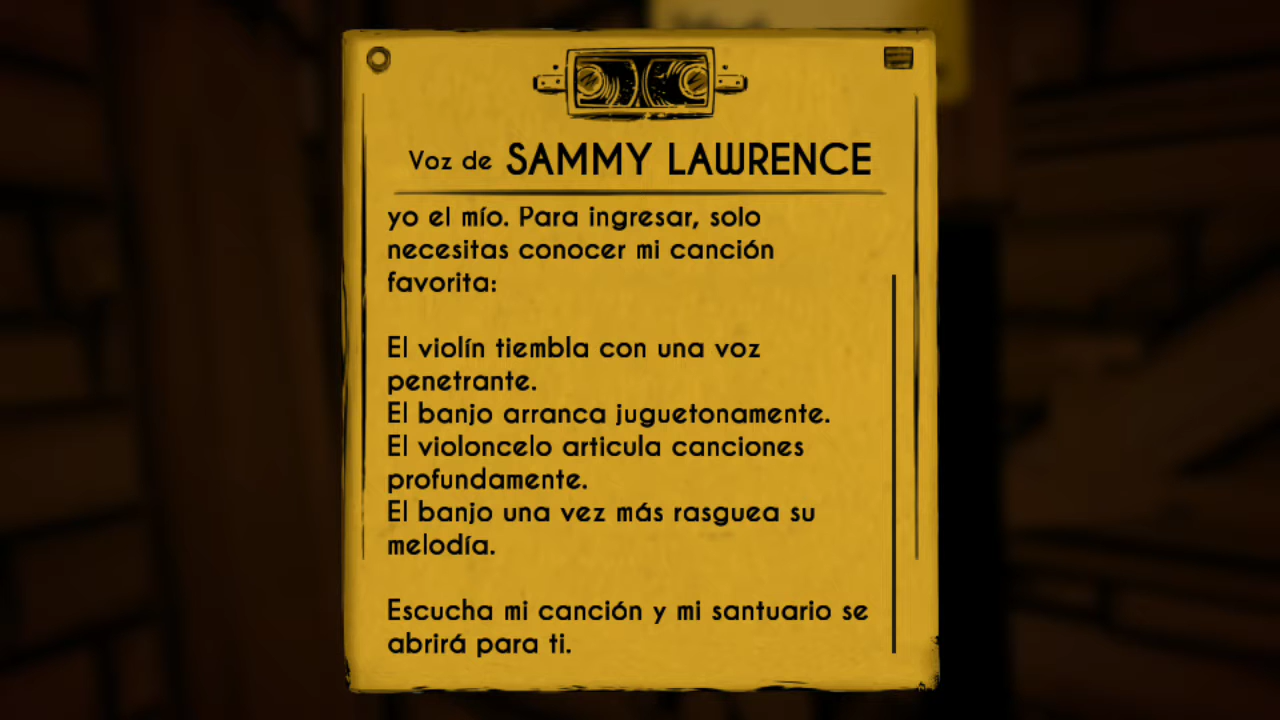 Voz de SAMMY LAWRENCE
yo el mío. Para ingresar, solo
necesitas conocer mi canción
favorita:
El violín tiembla con una voz
penetrante.
El banjo arranca juguetonamente.
El violoncelo articula canciones
profundamente.
El banjo una vez más rasguea su
melodía.
Escucha mi canción y mi santuario se
abrirá para ti.